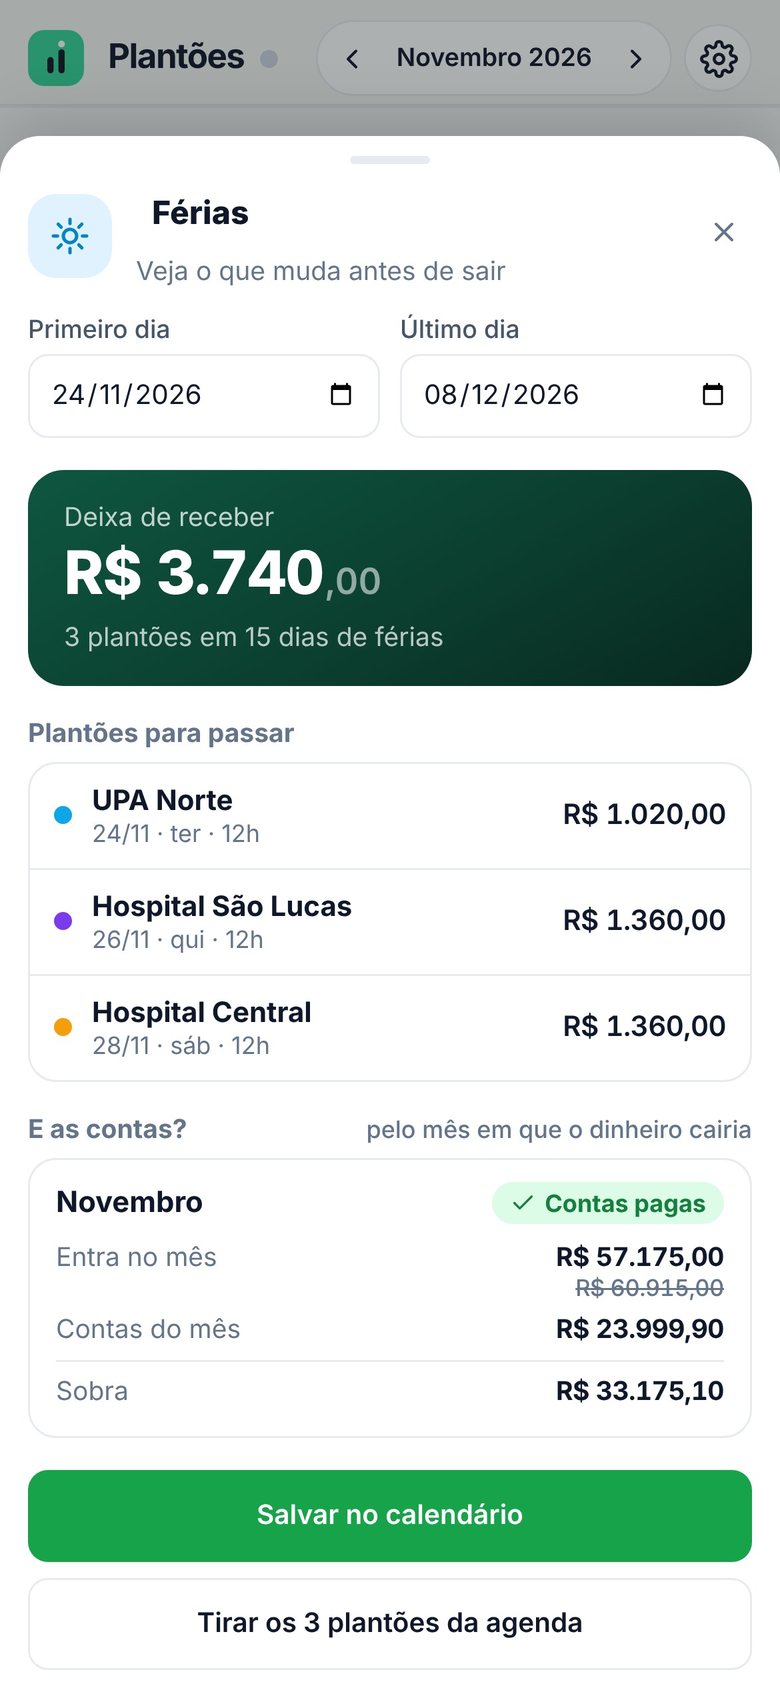 Plantões
Novembro 2026
Férias
Veja o que muda antes de sair
Primeiro dia
Último dia
24/11/2026
08/12/2026
Deixa de receber
R$ 3.740,00
3 plantões em 15 dias de férias
Plantões para passar
UPA Norte
R$ 1.020,00
24/11 · ter · 12h
Hospital São Lucas
R$ 1.360,00
26/11 · qui · 12h
Hospital Central
R$ 1.360,00
28/11 · sáb · 12h
E as contas?
pelo mês em que o dinheiro cairia
Novembro
Contas pagas
Entra no mês
R$ 57.175,00
R$ 60.915,00
Contas do mês
R$ 23.999,90
Sobra
R$ 33.175,10
Salvar no calendário
Tirar os 3 plantões da agenda